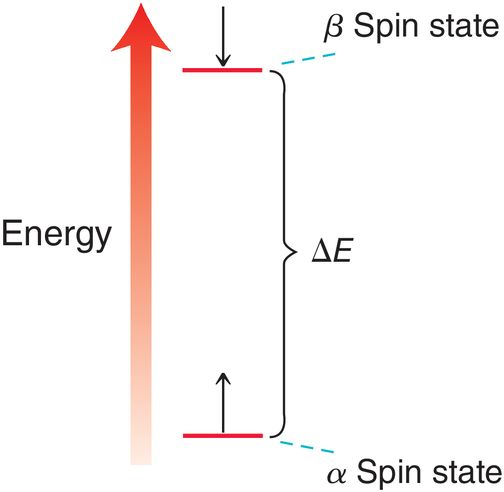 β Spin state
Energy
ΔE
α Spin state